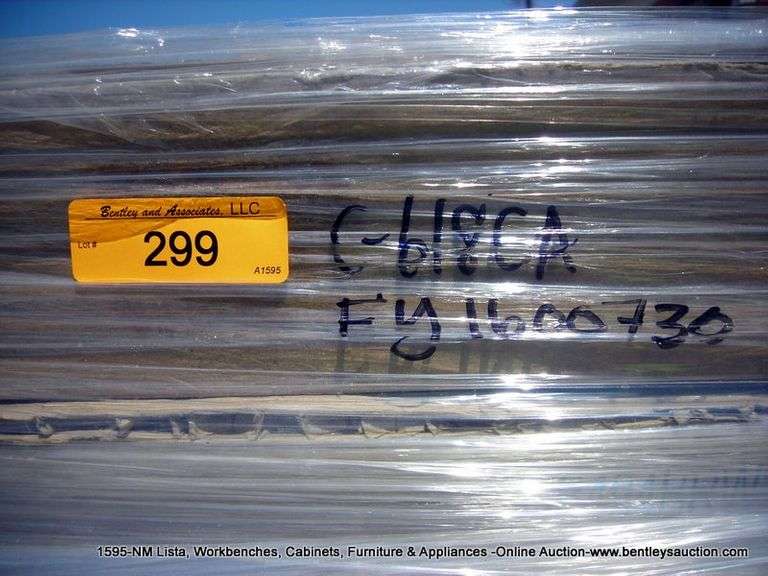 Bentley and Associates, LLC
Lot #
299
A1595
C-618CA
FY1600730
1595-NM Lista, Workbenches, Cabinets, Furniture & Appliances -Online Auction-www.bentleysauction.com